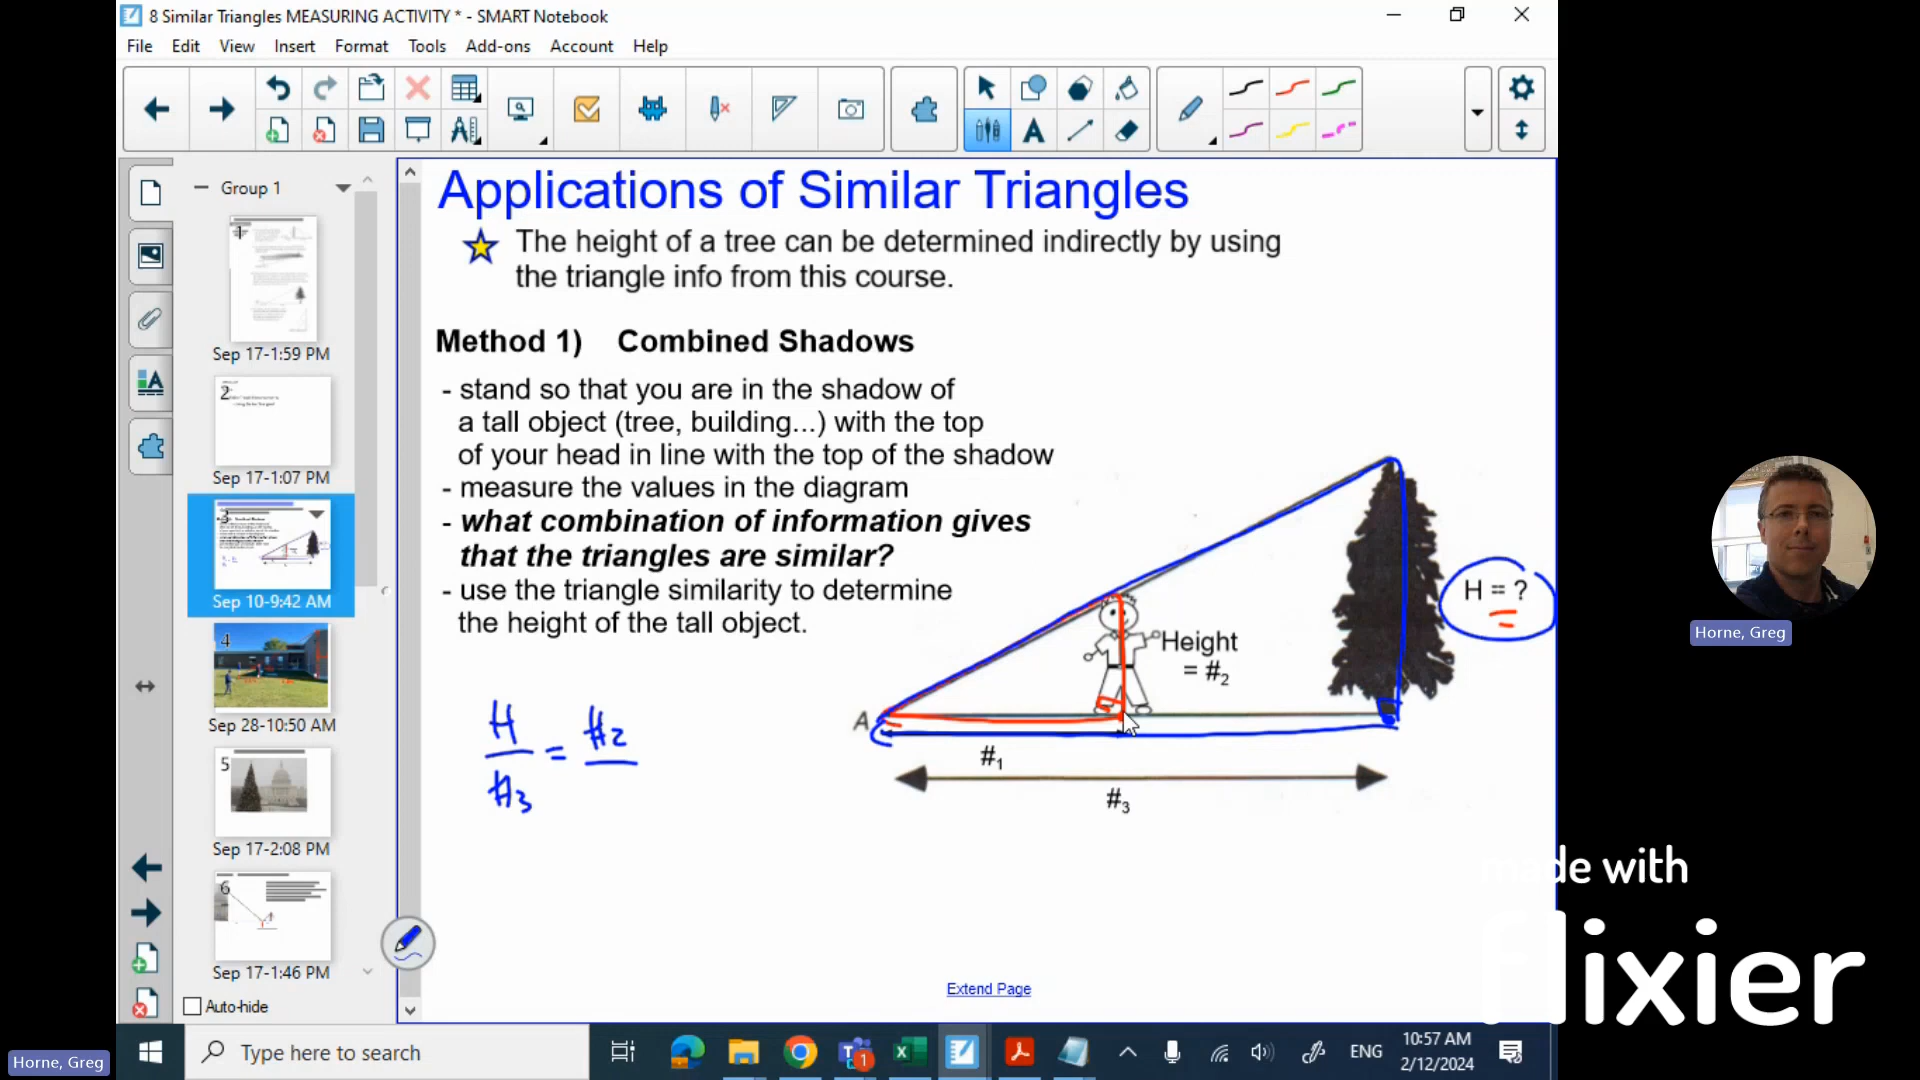 8 Similar Triangles MEASURING ACTIVITY * - SMART Notebook
File Edit View Insert Format Tools Add-ons Account Help
Group 1
1
Sep 17-1:59 PM
2
Sep 17-1:07 PM
3
Sep 10-9:42 AM
4
Sep 28-10:50 AM
5
Sep 17-2:08 PM
6
Sep 17-1:46 PM
Auto-hide
Applications of Similar Triangles
The height of a tree can be determined indirectly by using
the triangle info from this course.
Method 1) Combined Shadows
- stand so that you are in the shadow of
a tall object (tree, building...) with the top
of your head in line with the top of the shadow
- measure the values in the diagram
- what combination of information gives
that the triangles are similar?
- use the triangle similarity to determine
the height of the tall object.
H = ?
Height
= #2
A
#1
#3
H = #2
#3
Extend Page
Horne, Greg
made with
flixier
Horne, Greg
Type here to search
1
ENG
10:57 AM
2/12/2024